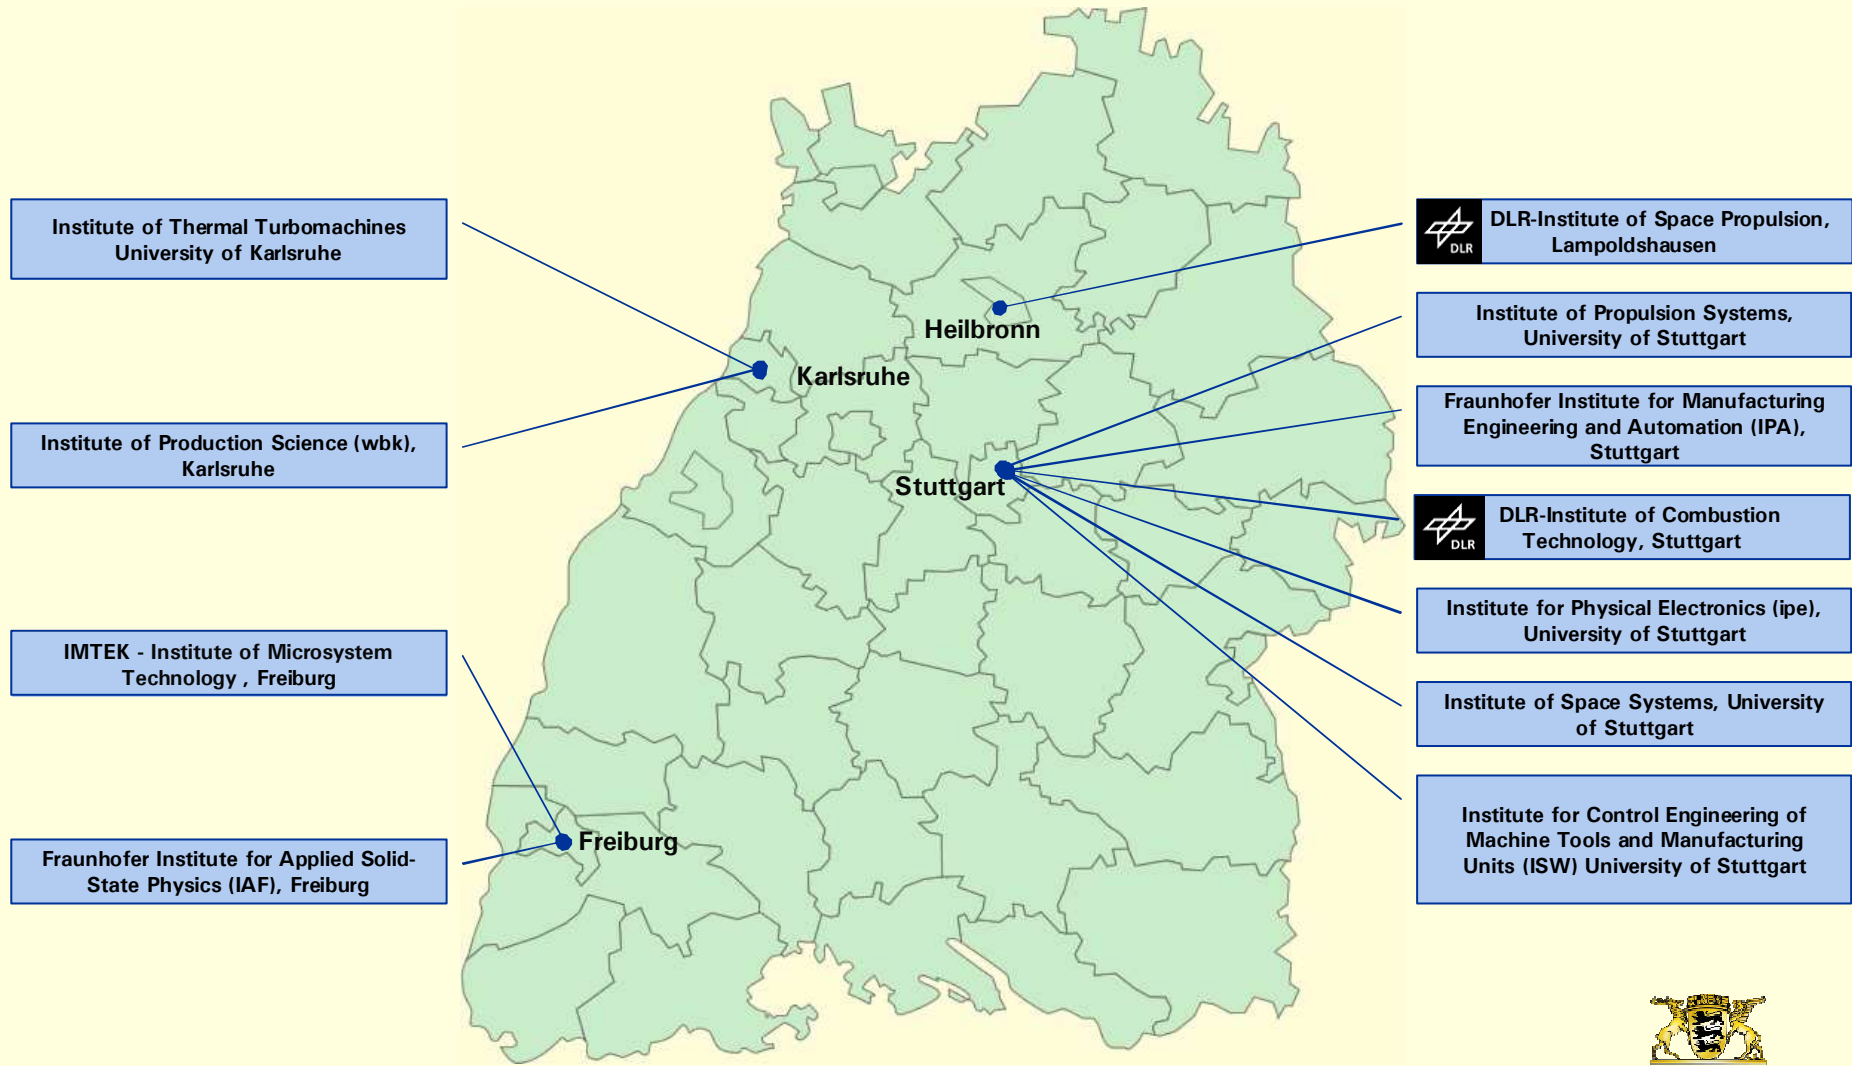 Institute of Thermal Turbomachines
University of Karlsruhe
Institute of Production Science (wbk),
Karlsruhe
IMTEK - Institute of Microsystem
Technology , Freiburg
Fraunhofer Institute for Applied Solid-
State Physics (IAF), Freiburg
Heilbronn
Karlsruhe
Stuttgart
Freiburg
DLR
DLR-Institute of Space Propulsion,
Lampoldshausen
Institute of Propulsion Systems,
University of Stuttgart
Fraunhofer Institute for Manufacturing
Engineering and Automation (IPA),
Stuttgart
DLR
DLR-Institute of Combustion
Technology, Stuttgart
Institute for Physical Electronics (ipe),
University of Stuttgart
Institute of Space Systems, University
of Stuttgart
Institute for Control Engineering of
Machine Tools and Manufacturing
Units (ISW) University of Stuttgart